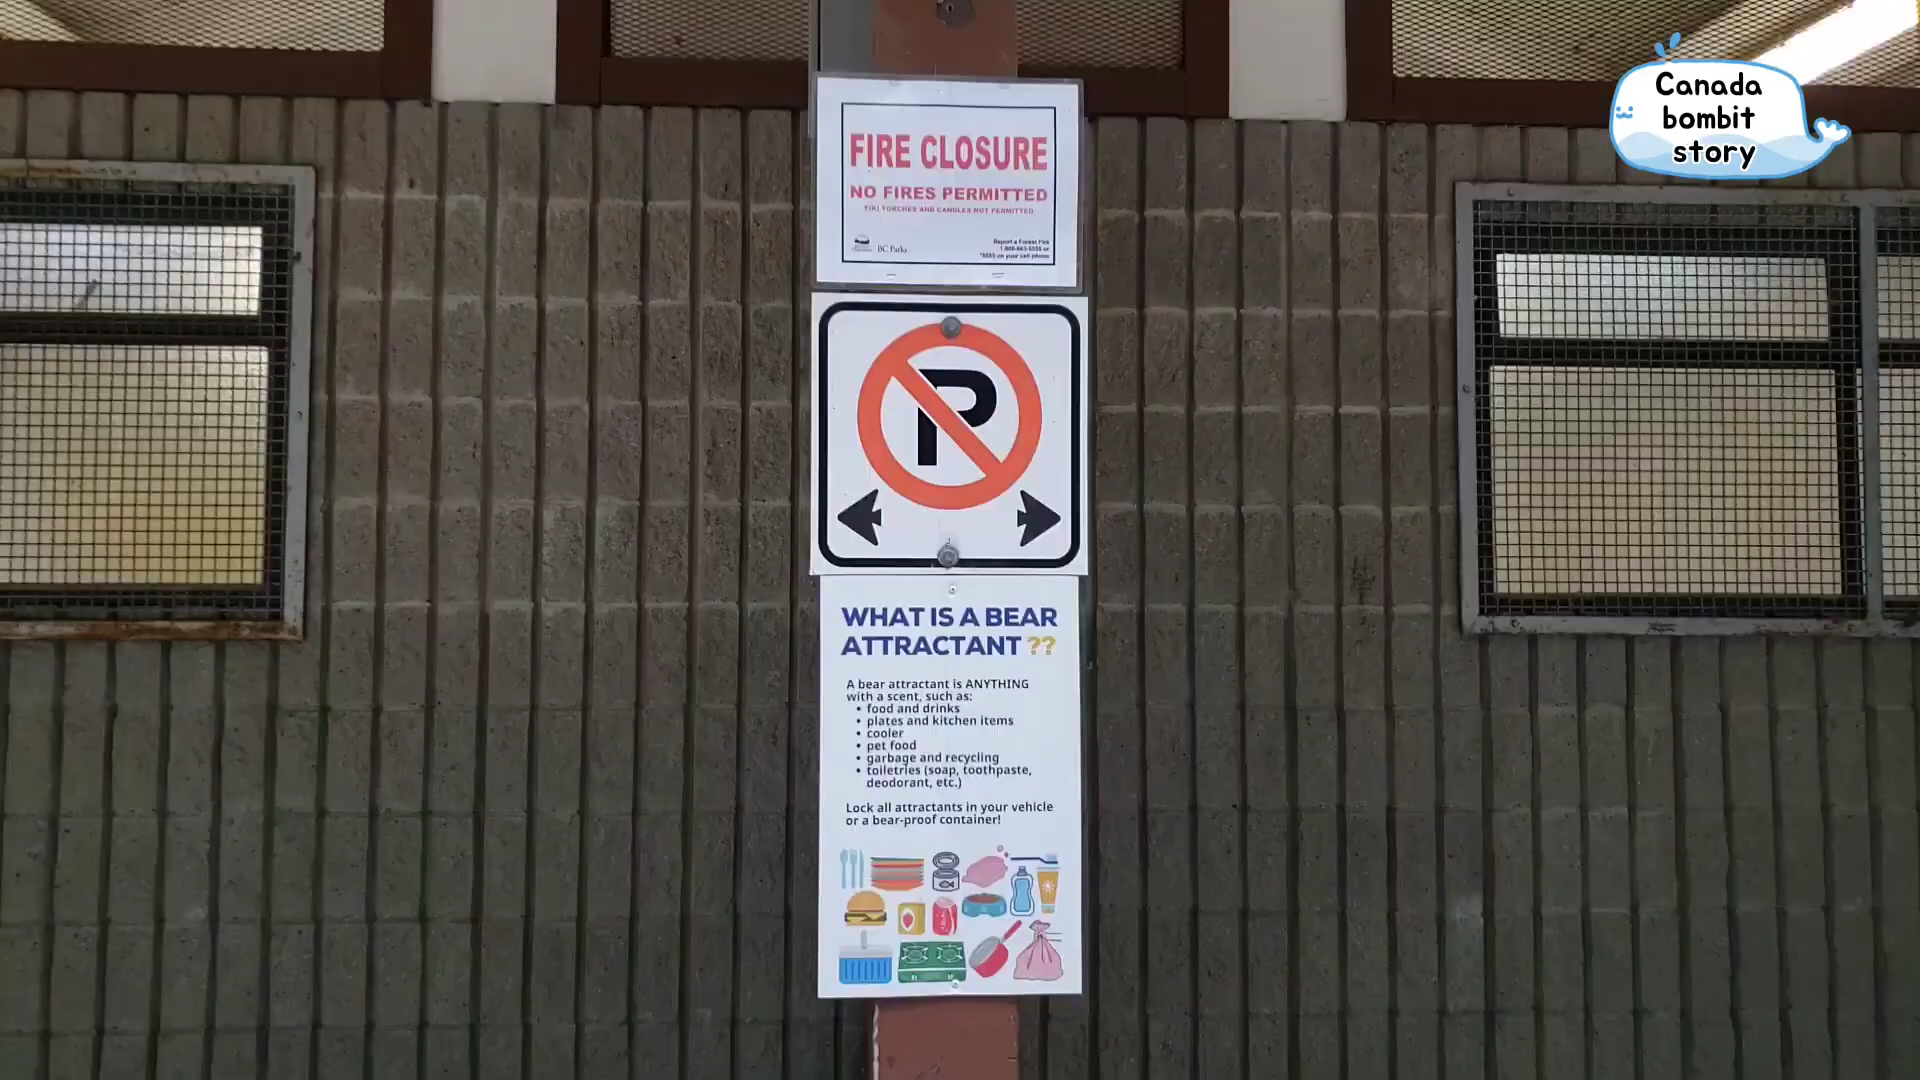 Canada
bombit
story
FIRE CLOSURE
NO FIRES PERMITTED
TIKI TORCHES AND CANDLES NOT PERMITTED
BC Parks
Report a Forest Fire
1-800-663-5555 or
*5555 on your cell phone
P
WHAT IS A BEAR
ATTRACTANT ??
A bear attractant is ANYTHING
with a scent, such as:
• food and drinks
• plates and kitchen items
• cooler
• pet food
• garbage and recycling
• toiletries (soap, toothpaste,
deodorant, etc.)
Lock all attractants in your vehicle
or a bear-proof container!